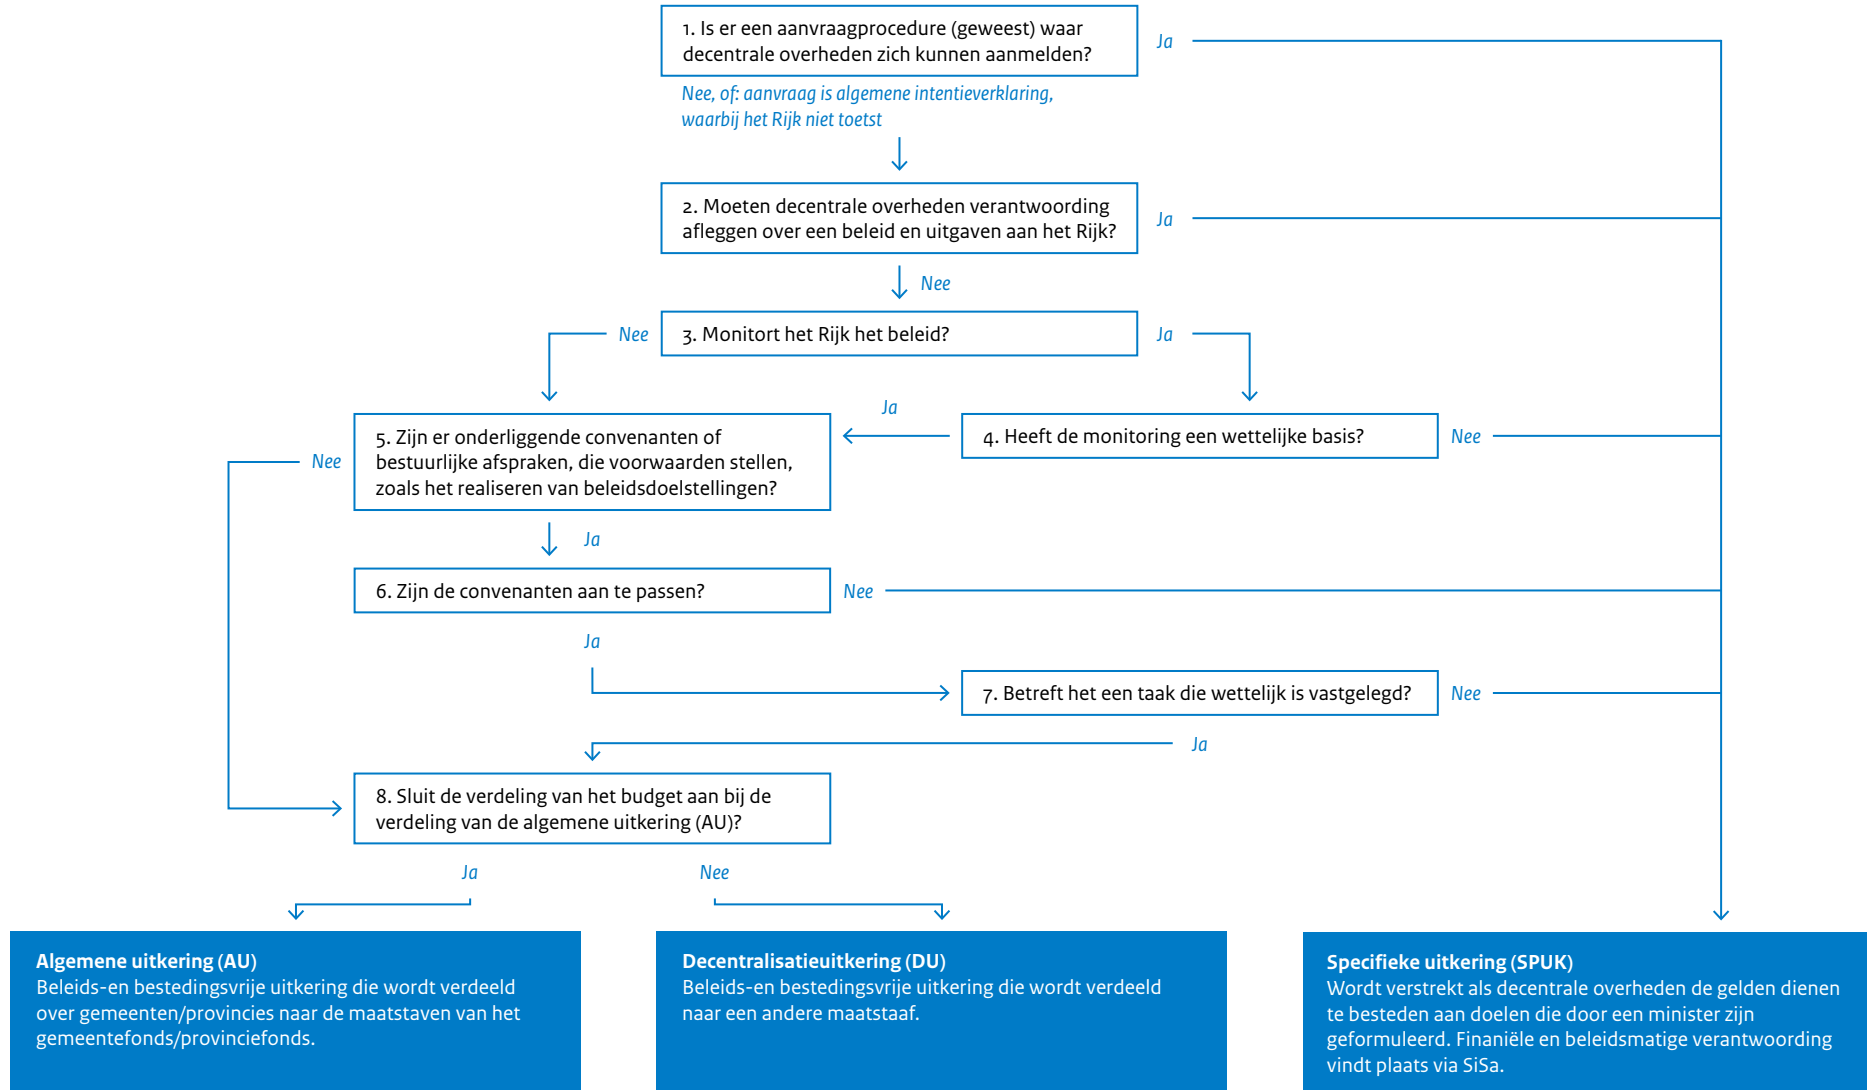 1. Is er een aanvraagprocedure (geweest) waar
decentrale overheden zich kunnen aanmelden?
Ja
Nee, of: aanvraag is algemene intentieverklaring,
waarbij het Rijk niet toetst
2. Moeten decentrale overheden verantwoording
afleggen over een beleid en uitgaven aan het Rijk?
Ja
Nee
Nee
3. Monitort het Rijk het beleid?
Ja
Ja
4. Heeft de monitoring een wettelijke basis?
Nee
5. Zijn er onderliggende convenanten of
bestuurlijke afspraken, die voorwaarden stellen,
zoals het realiseren van beleidsdoelstellingen?
Nee
Ja
6. Zijn de convenanten aan te passen?
Nee
Ja
7. Betreft het een taak die wettelijk is vastgelegd?
Nee
Ja
8. Sluit de verdeling van het budget aan bij de
verdeling van de algemene uitkering (AU)?
Ja
Nee
Algemene uitkering (AU)
Beleids-en bestedingsvrije uitkering die wordt verdeeld
over gemeenten/provincies naar de maatstaven van het
gemeentefonds/provinciefonds.
Decentralisatieuitkering (DU)
Beleids-en bestedingsvrije uitkering die wordt verdeeld
naar een andere maatstaaf.
Specifieke uitkering (SPUK)
Wordt verstrekt als decentrale overheden de gelden dienen
te besteden aan doelen die door een minister zijn
geformuleerd. Finaniële en beleidsmatige verantwoording
vindt plaats via SiSa.